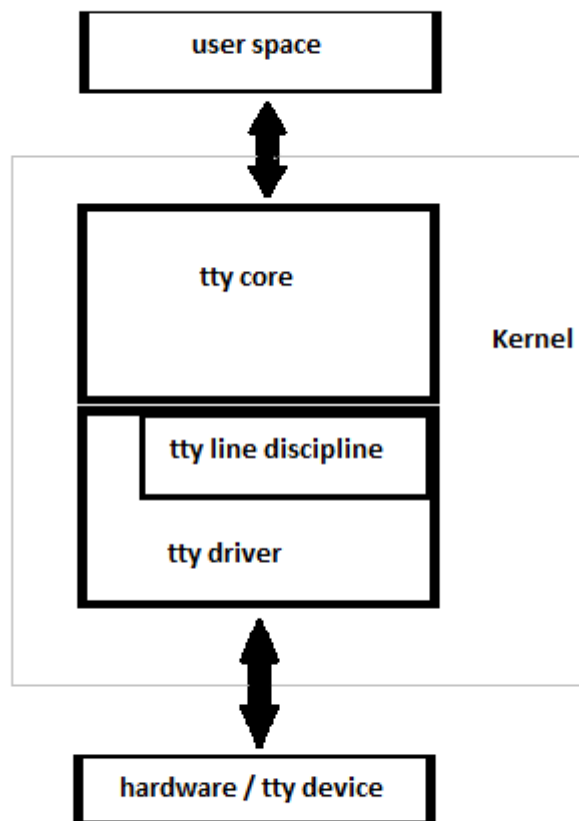 user space
tty core
Kernel
tty line discipline
tty driver
hardware / tty device